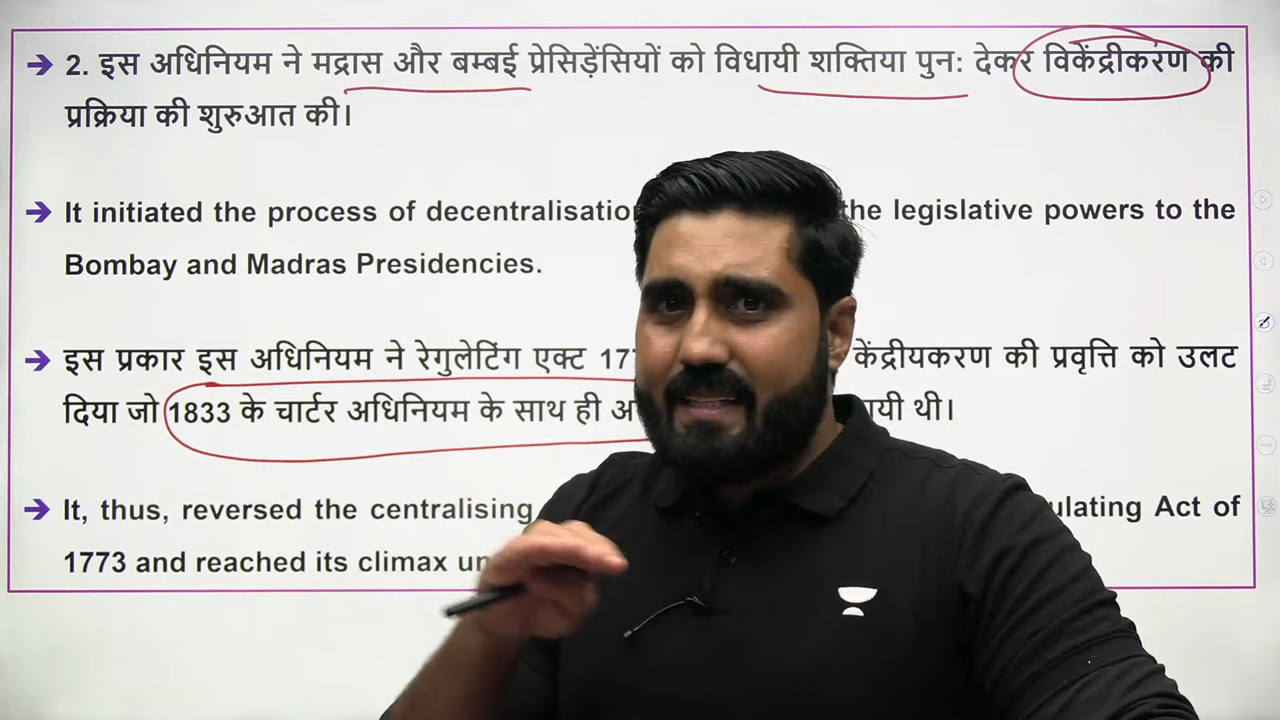 ➔ 2. इस अधिनियम ने मद्रास और बम्बई प्रेसिड़ेंसियों को विधायी शक्तिया पुन: देकर विकेंद्रीकरण की
प्रक्रिया की शुरुआत की।
➔ It initiated the process of decentralisation the legislative powers to the
Bombay and Madras Presidencies.
➔ इस प्रकार इस अधिनियम ने रेगुलेटिंग एक्ट केंद्रीयकरण की प्रवृत्ति को उलट
दिया जो 1833 के चार्टर अधिनियम के साथ ही थी।
➔ It, thus, reversed the centralising Act of
1773 and reached its climax